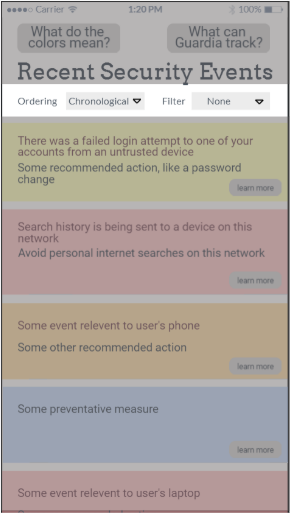 Carrier 1:20 PM 100%
What do the colors mean?
What can Guardia track?
Recent Security Events
Ordering Chronological Filter None
There was a failed login attempt to one of your
accounts from an untrusted device
Some recommended action, like a password
change
learn more
Search history is being sent to a device on this
network
Avoid personal internet searches on this network
learn more
Some event relevent to user's phone
Some other recommended action
learn more
Some preventative measure
learn more
Some event relevent to user's laptop